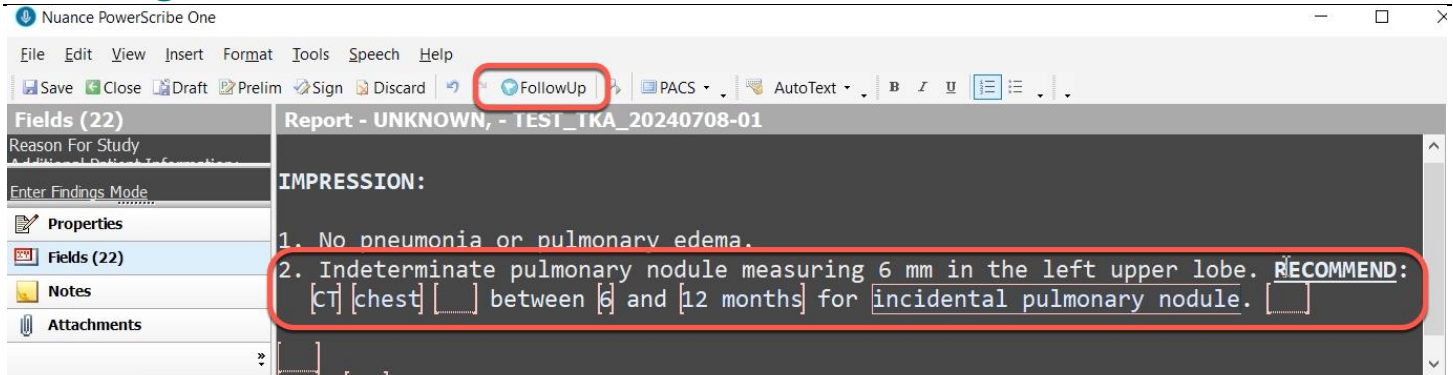 Nuance PowerScribe One
File Edit View Insert Format Tools Speech Help
Save Close Draft Prelim Sign Discard FollowUp PACS AutoText B I U
Fields (22)
Report - UNKNOWN, - TEST_TKA_20240708-01
Reason For Study
Additional Patient Information:
Enter Findings Mode
IMPRESSION:
Properties
1. No pneumonia or pulmonary edema.
Fields (22)
2. Indeterminate pulmonary nodule measuring 6 mm in the left upper lobe. RECOMMEND:
Notes
[CT] [chest] [ ] between [6] and [12 months] for [incidental pulmonary nodule]. [ ]
Attachments